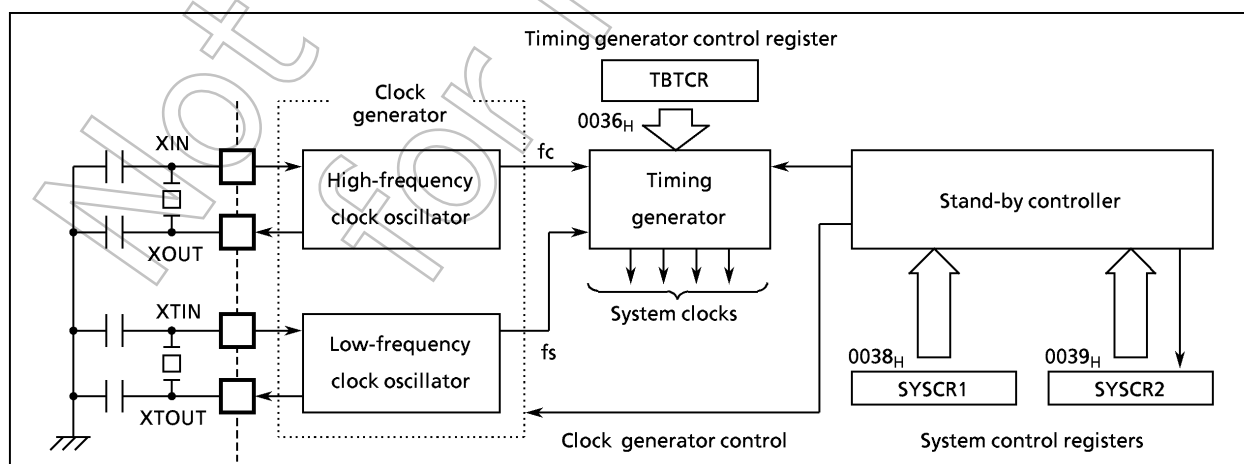 Timing generator control register
TBTCR
0036H
Clock
generator
XIN
XOUT
High-frequency
clock oscillator
fc
Timing
generator
System clocks
Stand-by controller
XTIN
XTOUT
Low-frequency
clock oscillator
fs
0038H
SYSCR1
0039H
SYSCR2
Clock generator control
System control registers
Not
for